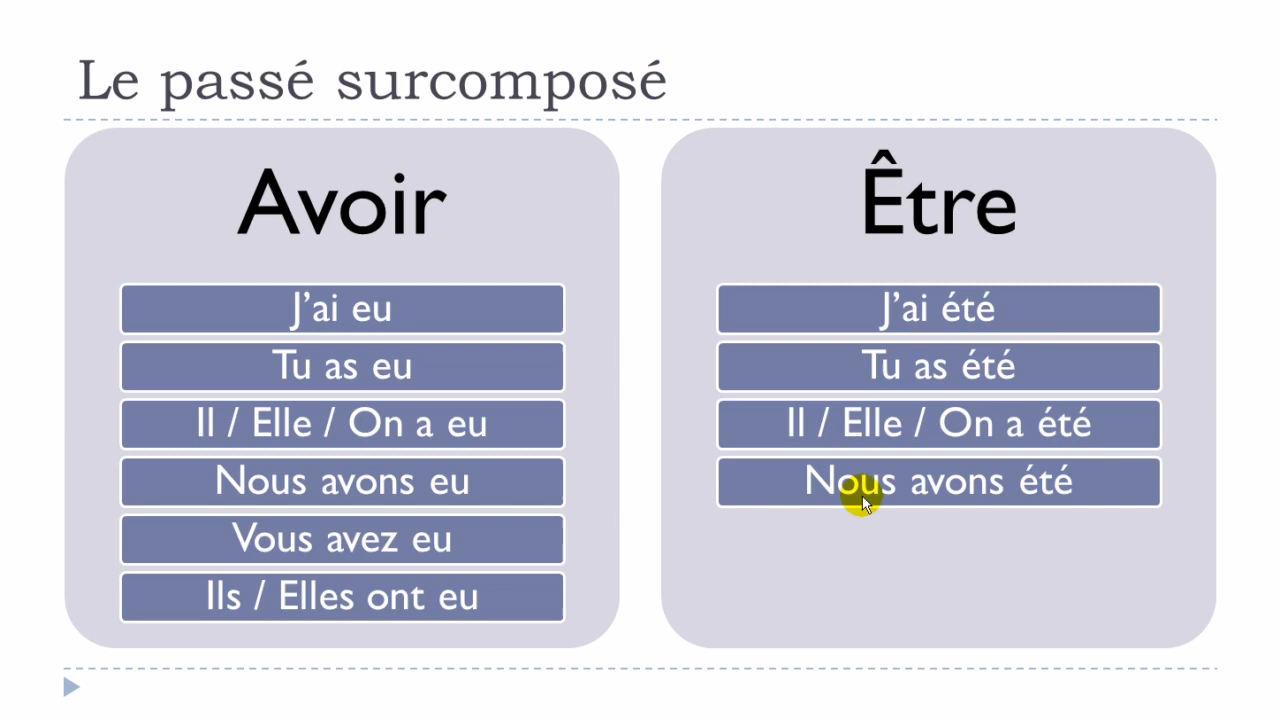 Le passé surcomposé
Avoir
J’ai eu
Tu as eu
Il / Elle / On a eu
Nous avons eu
Vous avez eu
Ils / Elles ont eu
Être
J’ai été
Tu as été
Il / Elle / On a été
Nous avons été